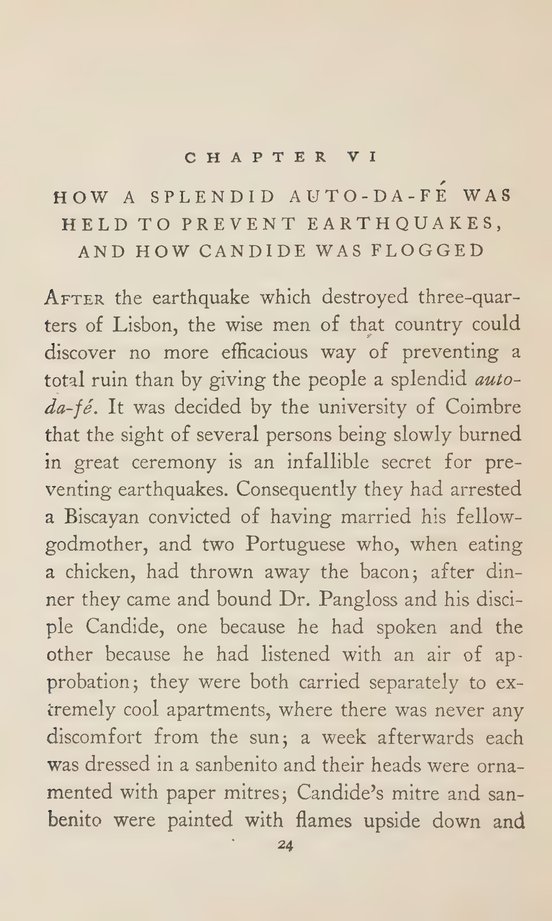 CHAPTER VI
HOW A SPLENDID AUTO-DA-FÉ WAS
HELD TO PREVENT EARTHQUAKES,
AND HOW CANDIDE WAS FLOGGED
AFTER the earthquake which destroyed three-quar-
ters of Lisbon, the wise men of that country could
discover no more efficacious way of preventing a
total ruin than by giving the people a splendid auto-
da-fé. It was decided by the university of Coimbre
that the sight of several persons being slowly burned
in great ceremony is an infallible secret for pre-
venting earthquakes. Consequently they had arrested
a Biscayan convicted of having married his fellow-
godmother, and two Portuguese who, when eating
a chicken, had thrown away the bacon; after din-
ner they came and bound Dr. Pangloss and his disci-
ple Candide, one because he had spoken and the
other because he had listened with an air of ap-
probation; they were both carried separately to ex-
tremely cool apartments, where there was never any
discomfort from the sun; a week afterwards each
was dressed in a sanbenito and their heads were orna-
mented with paper mitres; Candide's mitre and san-
benito were painted with flames upside down and
24